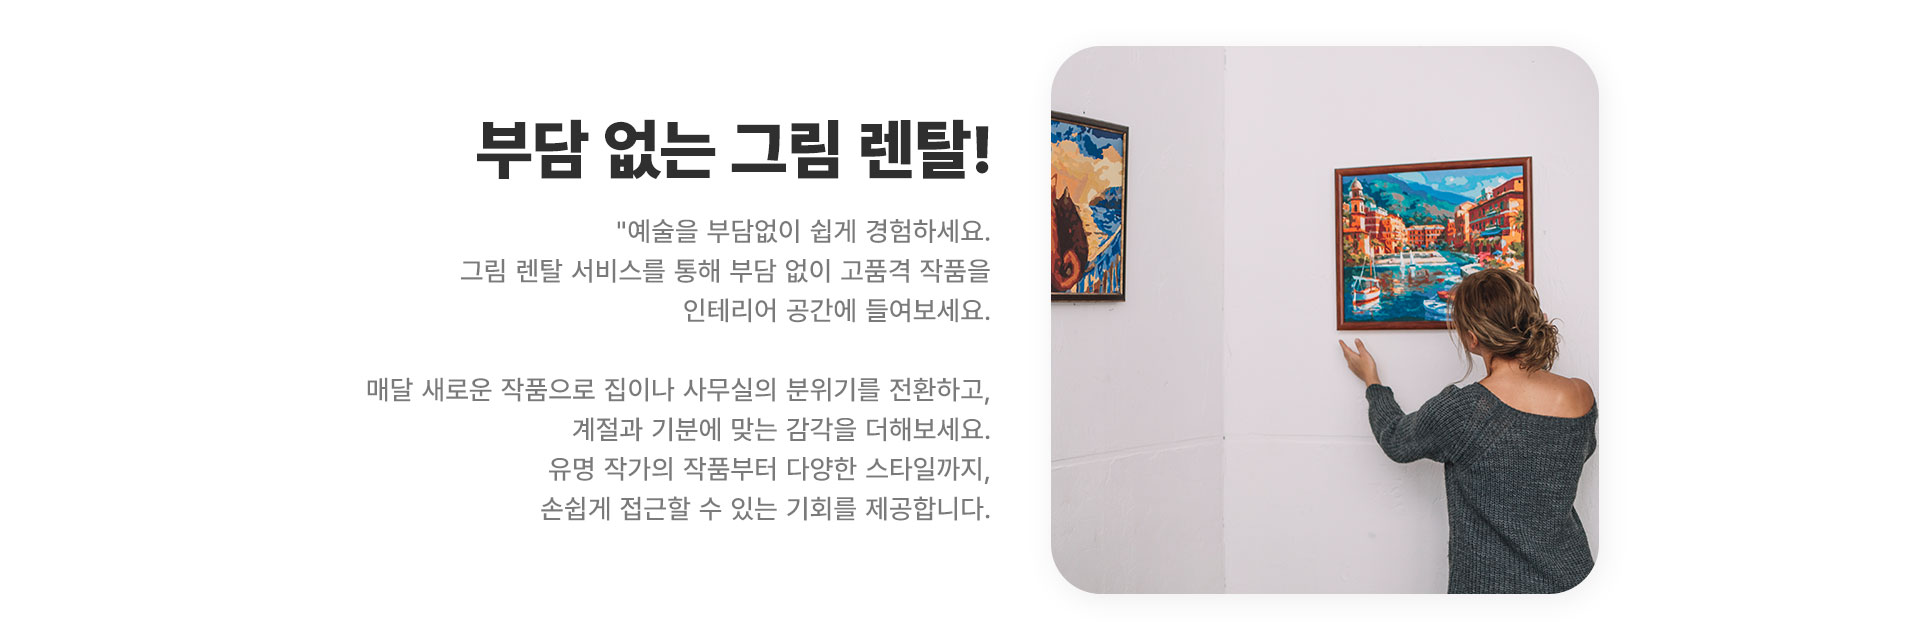 부담 없는 그림 렌탈!
"예술을 부담없이 쉽게 경험하세요.
그림 렌탈 서비스를 통해 부담 없이 고품격 작품을
인테리어 공간에 들여보세요.
매달 새로운 작품으로 집이나 사무실의 분위기를 전환하고,
계절과 기분에 맞는 감각을 더해보세요.
유명 작가의 작품부터 다양한 스타일까지,
손쉽게 접근할 수 있는 기회를 제공합니다.